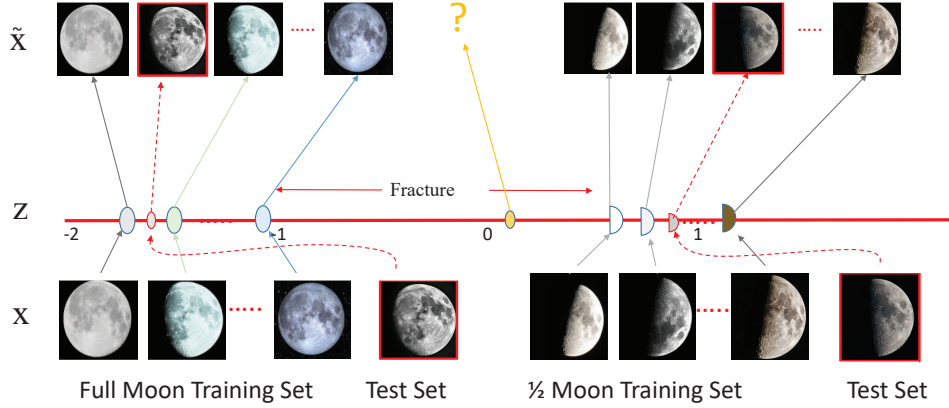 x̃
?
Fracture
z
-2
-1
0
1
x
Full Moon Training Set
Test Set
½ Moon Training Set
Test Set